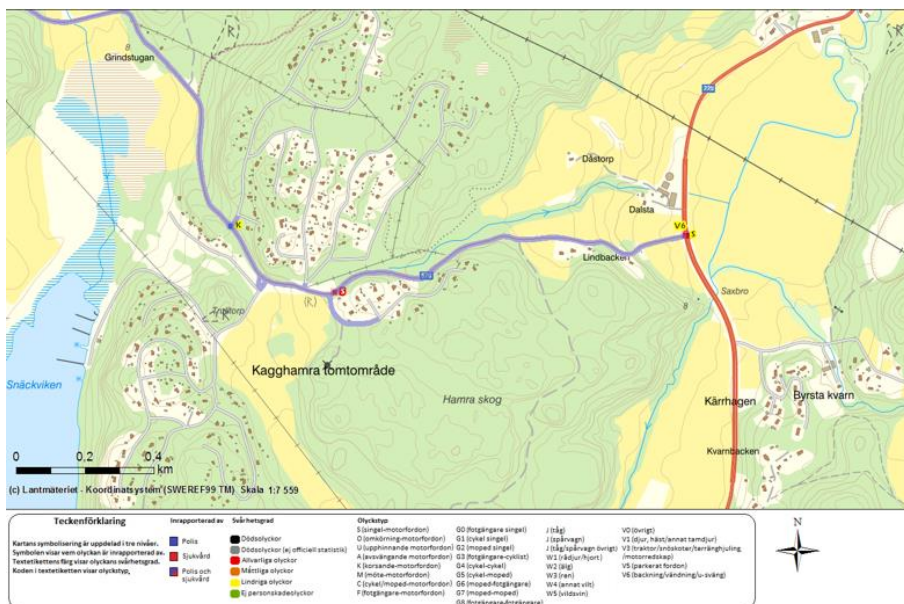 Grindstugan
R
R
225
Dåstorp
Dalsta
K
V6 S
Lindbacken
S
(R)
Saxbro
Kagghamra tomtområde
Snäckviken
Hamra skog
Kärrhagen
Byrsta kvarn
Kvarnbacken
0 0,2 0,4
km
(c) Lantmäteriet - Koordinatsystem (SWEREF99 TM) Skala 1:7 559
Teckenförklaring
Kartans symbolisering är uppdelad i tre nivåer.
Symbolen visar vem olyckan är inrapporterad av.
Textetikettens färg visar olyckans svårhetsgrad.
Koden i textetiketten visar olyckstyp,
Inrapporterad av
Polis
Sjukvård
Polis och
sjukvård
Svårhetsgrad
Dödsolyckor
Dödsolyckor (ej officiell statistik)
Allvarliga olyckor
Måttliga olyckor
Lindriga olyckor
Ej personskadeolyckor
Olyckstyp
S (singel-motorfordon)
O (omkörning-motorfordon)
U (upphinnande motorfordon)
A (avsvängande motorfordon)
K (korsande-motorfordon)
M (möte-motorfordon)
C (cykel/moped-motorfordon)
F (fotgängare-motorfordon)
G0 (fotgängare singel)
G1 (cykel singel)
G2 (moped singel)
G3 (fotgängare-cyklist)
G4 (cykel-cykel)
G5 (cykel-moped)
G6 (moped-fotgängare)
G7 (moped-moped)
G8 (fotgängare-fotgängare)
J (tåg)
J (spårvagn)
J (tåg/spårvagn övrigt)
W1 (rådjur/hjort)
W2 (älg)
W3 (ren)
W4 (annat vilt)
W5 (vildsvin)
V0 (övrigt)
V1 (djur, häst/annat tamdjur)
V3 (traktor/snöskoter/terränghjuling,
/motorredskap)
V5 (parkerat fordon)
V6 (backning/vändning/u-sväng)
N